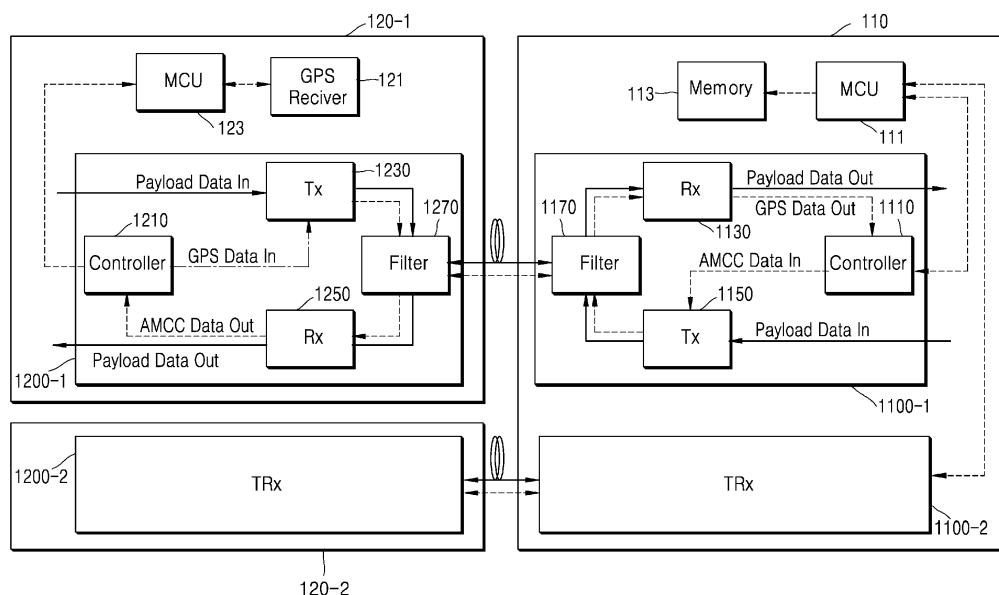 120-1
110
MCU
GPS
Reciver
121
123
113
Memory
MCU
111
Payload Data In
Tx
1230
1270
1210
Controller
GPS Data In
Filter
1250
AMCC Data Out
Rx
Payload Data Out
1200-1
Rx
Payload Data Out
GPS Data Out
1170
1130
1110
Filter
AMCC Data In
Controller
1150
Tx
Payload Data In
1100-1
1200-2
TRx
TRx
1100-2
120-2